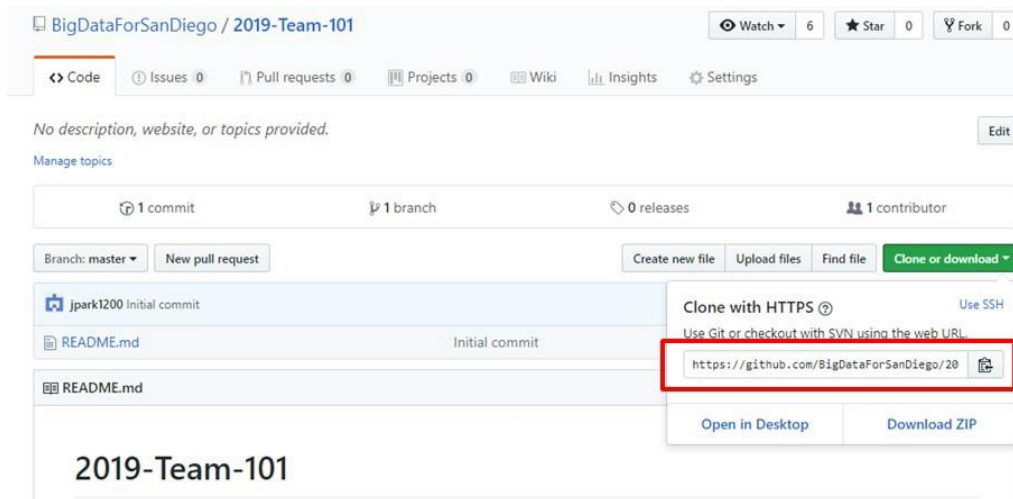 BigDataForSanDiego / 2019-Team-101
Watch 6 Star 0 Fork 0
Code Issues 0 Pull requests 0 Projects 0 Wiki Insights Settings
No description, website, or topics provided.
Edit
Manage topics
1 commit 1 branch 0 releases 1 contributor
Branch: master New pull request Create new file Upload files Find file Clone or download
jpark1200 Initial commit
README.md Initial commit
Clone with HTTPS Use SSH
Use Git or checkout with SVN using the web URL.
https://github.com/BigDataForSanDiego/20
Open in Desktop Download ZIP
README.md
2019-Team-101